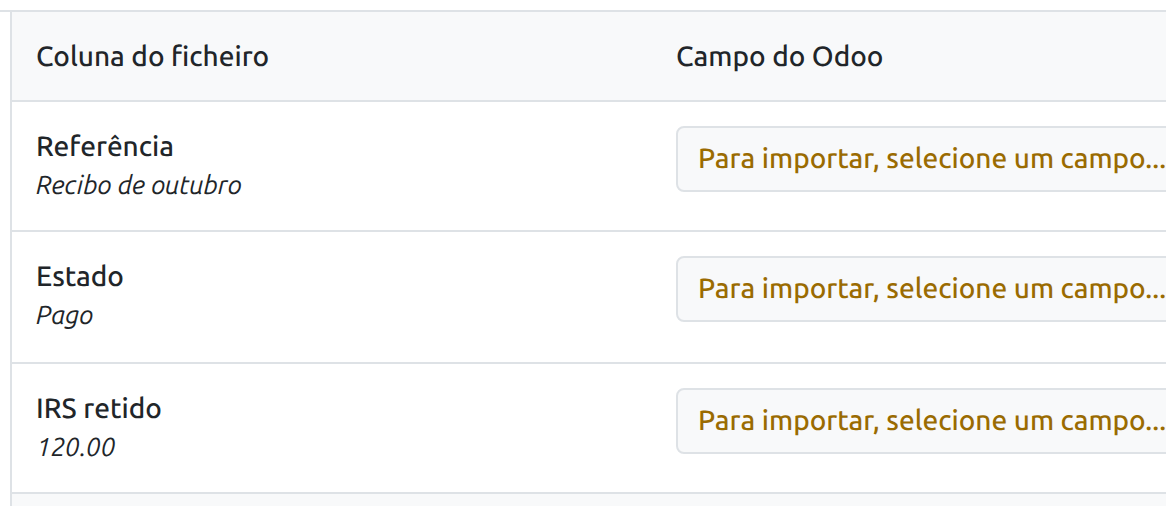 Coluna do ficheiro
Campo do Odoo
Referência
Para importar, selecione um campo...
Recibo de outubro
Estado
Para importar, selecione um campo...
Pago
IRS retido
Para importar, selecione um campo...
120.00